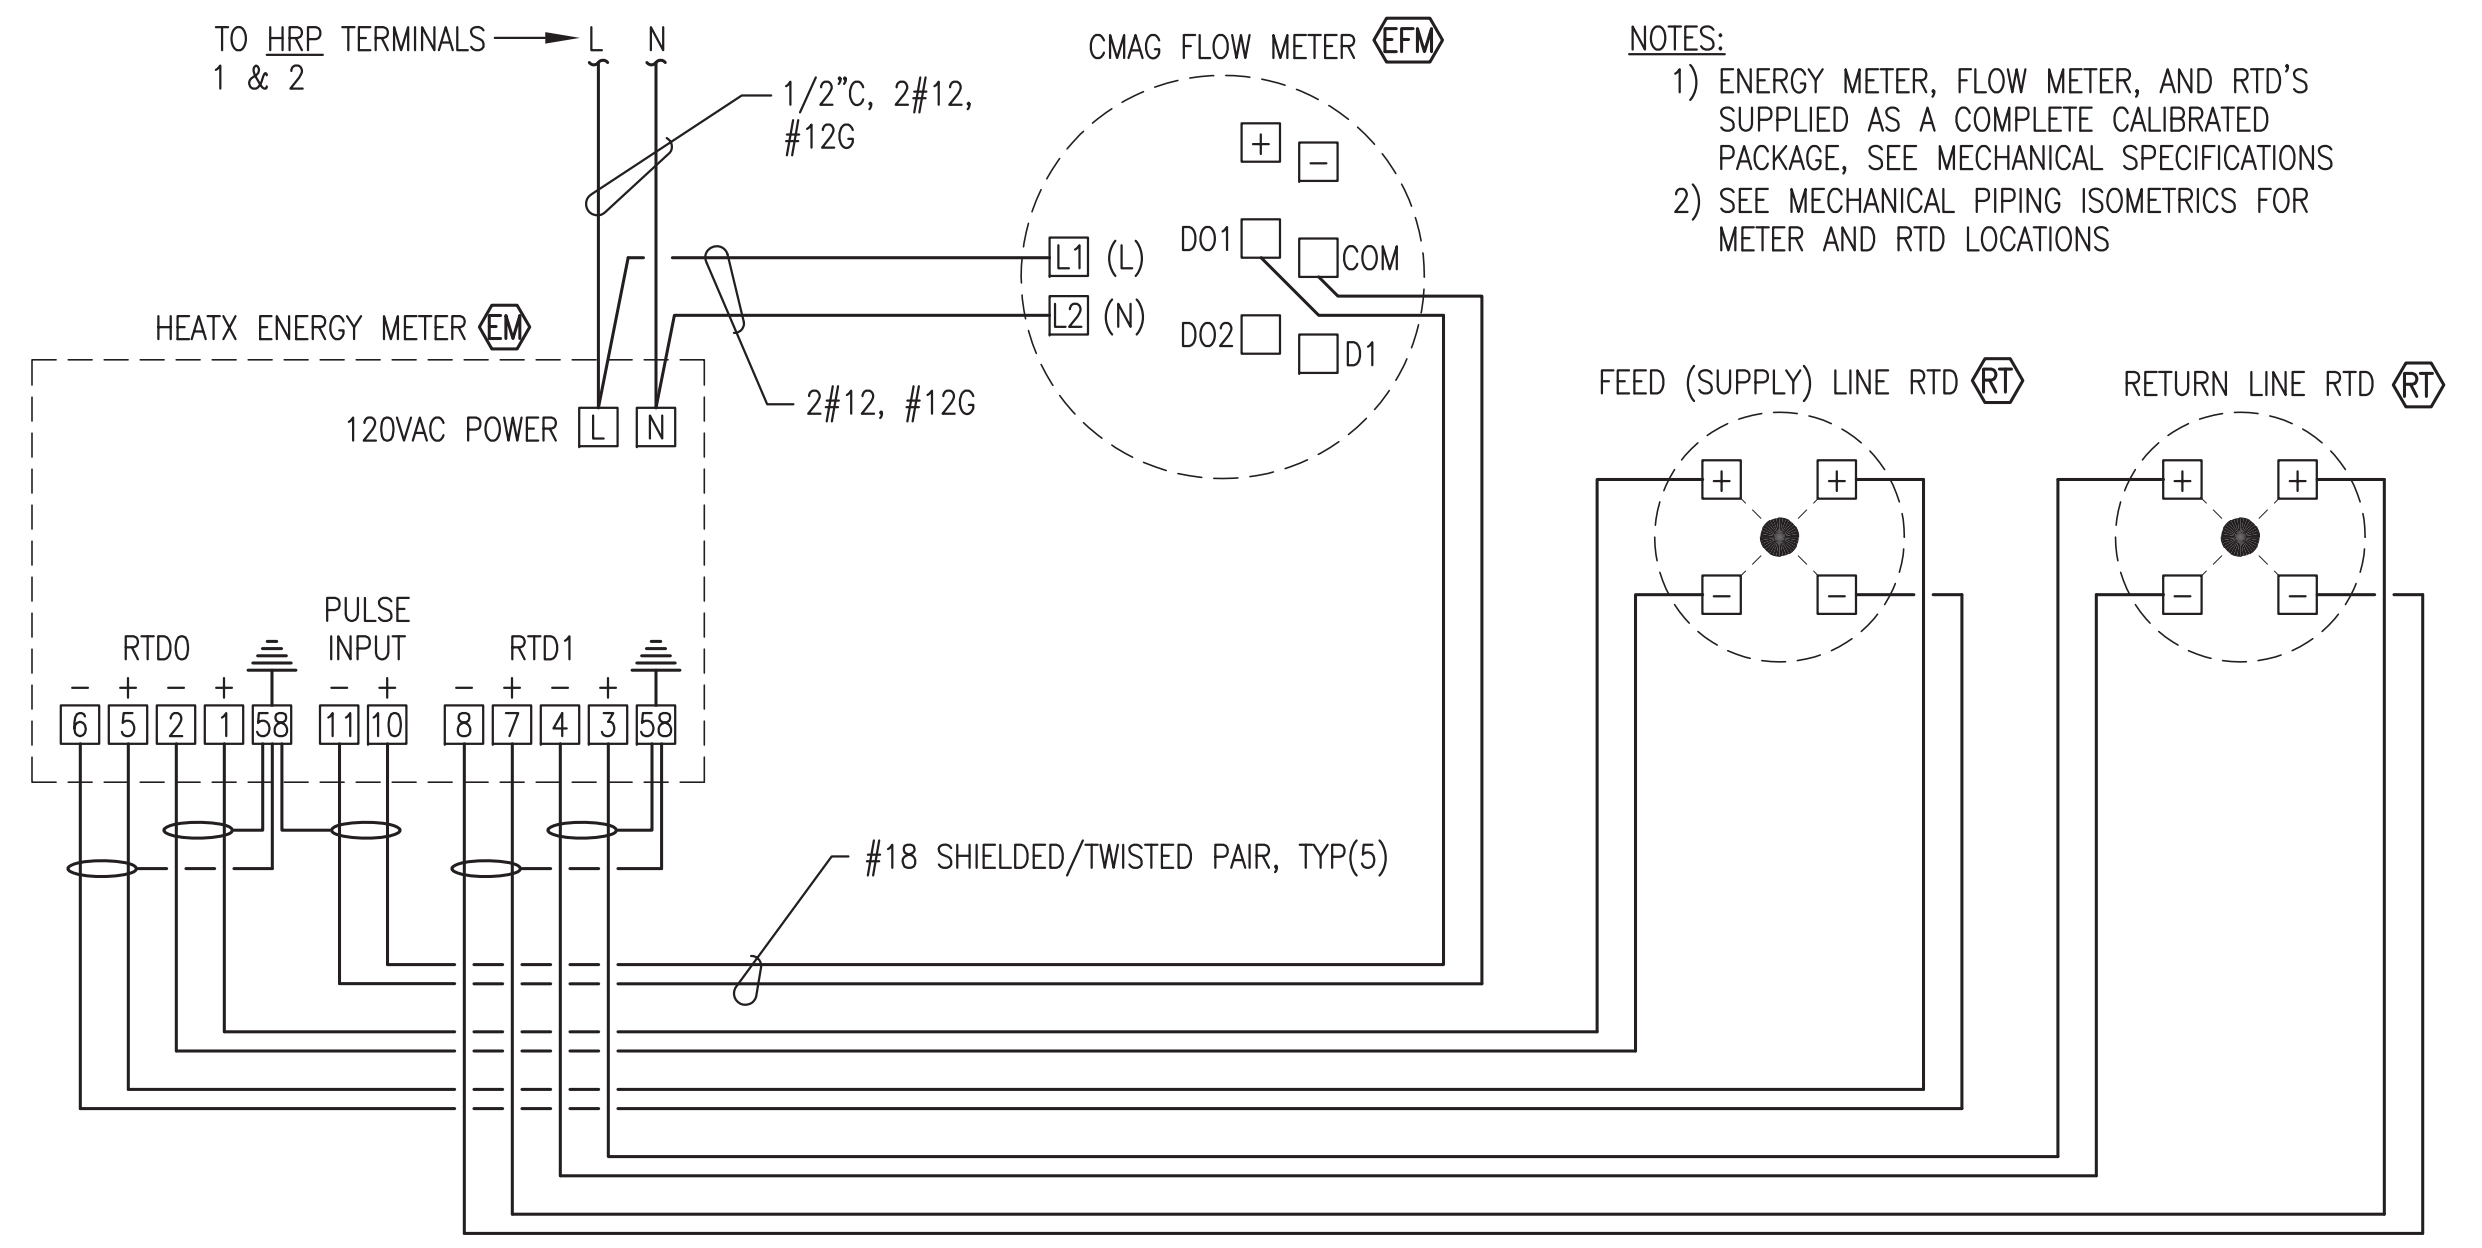 TO HRP TERMINALS
1 & 2
L N
1/2"C, 2#12,
#12G
CMAG FLOW METER EFM
+
−
DO1
COM
L1 (L)
L2 (N)
DO2
D1
NOTES:
1) ENERGY METER, FLOW METER, AND RTD'S
SUPPLIED AS A COMPLETE CALIBRATED
PACKAGE, SEE MECHANICAL SPECIFICATIONS
2) SEE MECHANICAL PIPING ISOMETRICS FOR
METER AND RTD LOCATIONS
HEATX ENERGY METER EM
2#12, #12G
120VAC POWER L N
FEED (SUPPLY) LINE RTD RT
+ +
− −
RETURN LINE RTD RT
+ +
− −
PULSE
RTD0 INPUT RTD1
− + − + − + − + − +
6 5 2 1 58 11 10 8 7 4 3 58
#18 SHIELDED/TWISTED PAIR, TYP(5)